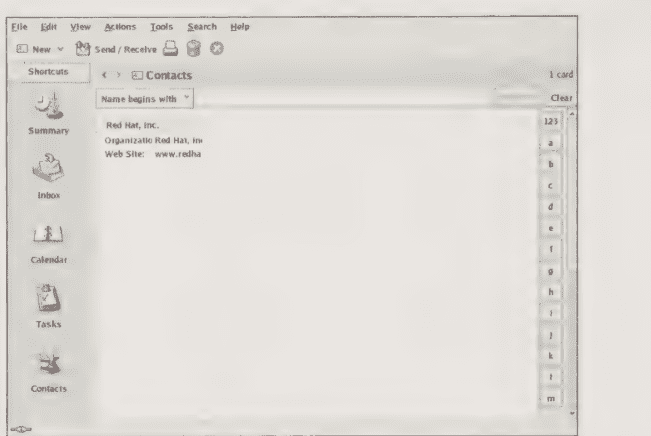 File Edit View Actions Tools Search Help
New Send / Receive
Shortcuts
Contacts
1 card
Name begins with
Clear
Summary
Inbox
Calendar
Tasks
Contacts
Red Hat, Inc.
Organizatio Red Hat, Inc
Web Site: www.redha
123
a
b
c
d
e
f
g
h
i
j
k
l
m